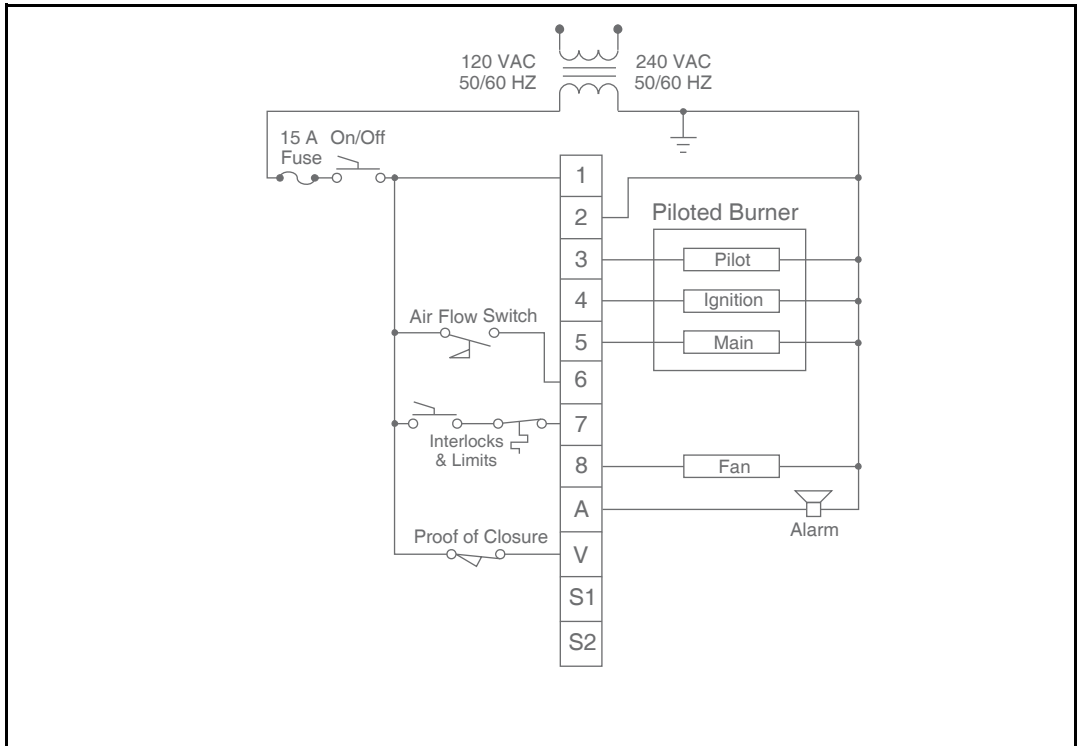 120 VAC
50/60 HZ
240 VAC
50/60 HZ
15 A
Fuse
On/Off
1
2
Piloted Burner
3
Pilot
4
Ignition
Air Flow Switch
5
Main
6
7
Interlocks
& Limits
8
Fan
A
Alarm
Proof of Closure
V
S1
S2